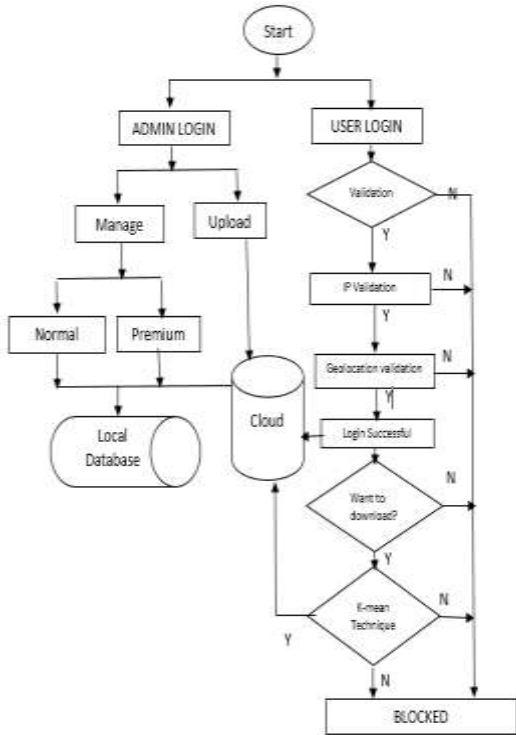 Start
ADMIN LOGIN
USER LOGIN
Validation
N
Y
Manage
Upload
IP Validation
N
Y
Normal
Premium
Geolocation validation
N
Y
Cloud
Login Successful
Local
Database
Want to
download?
N
Y
K-mean
Technique
N
Y
N
BLOCKED